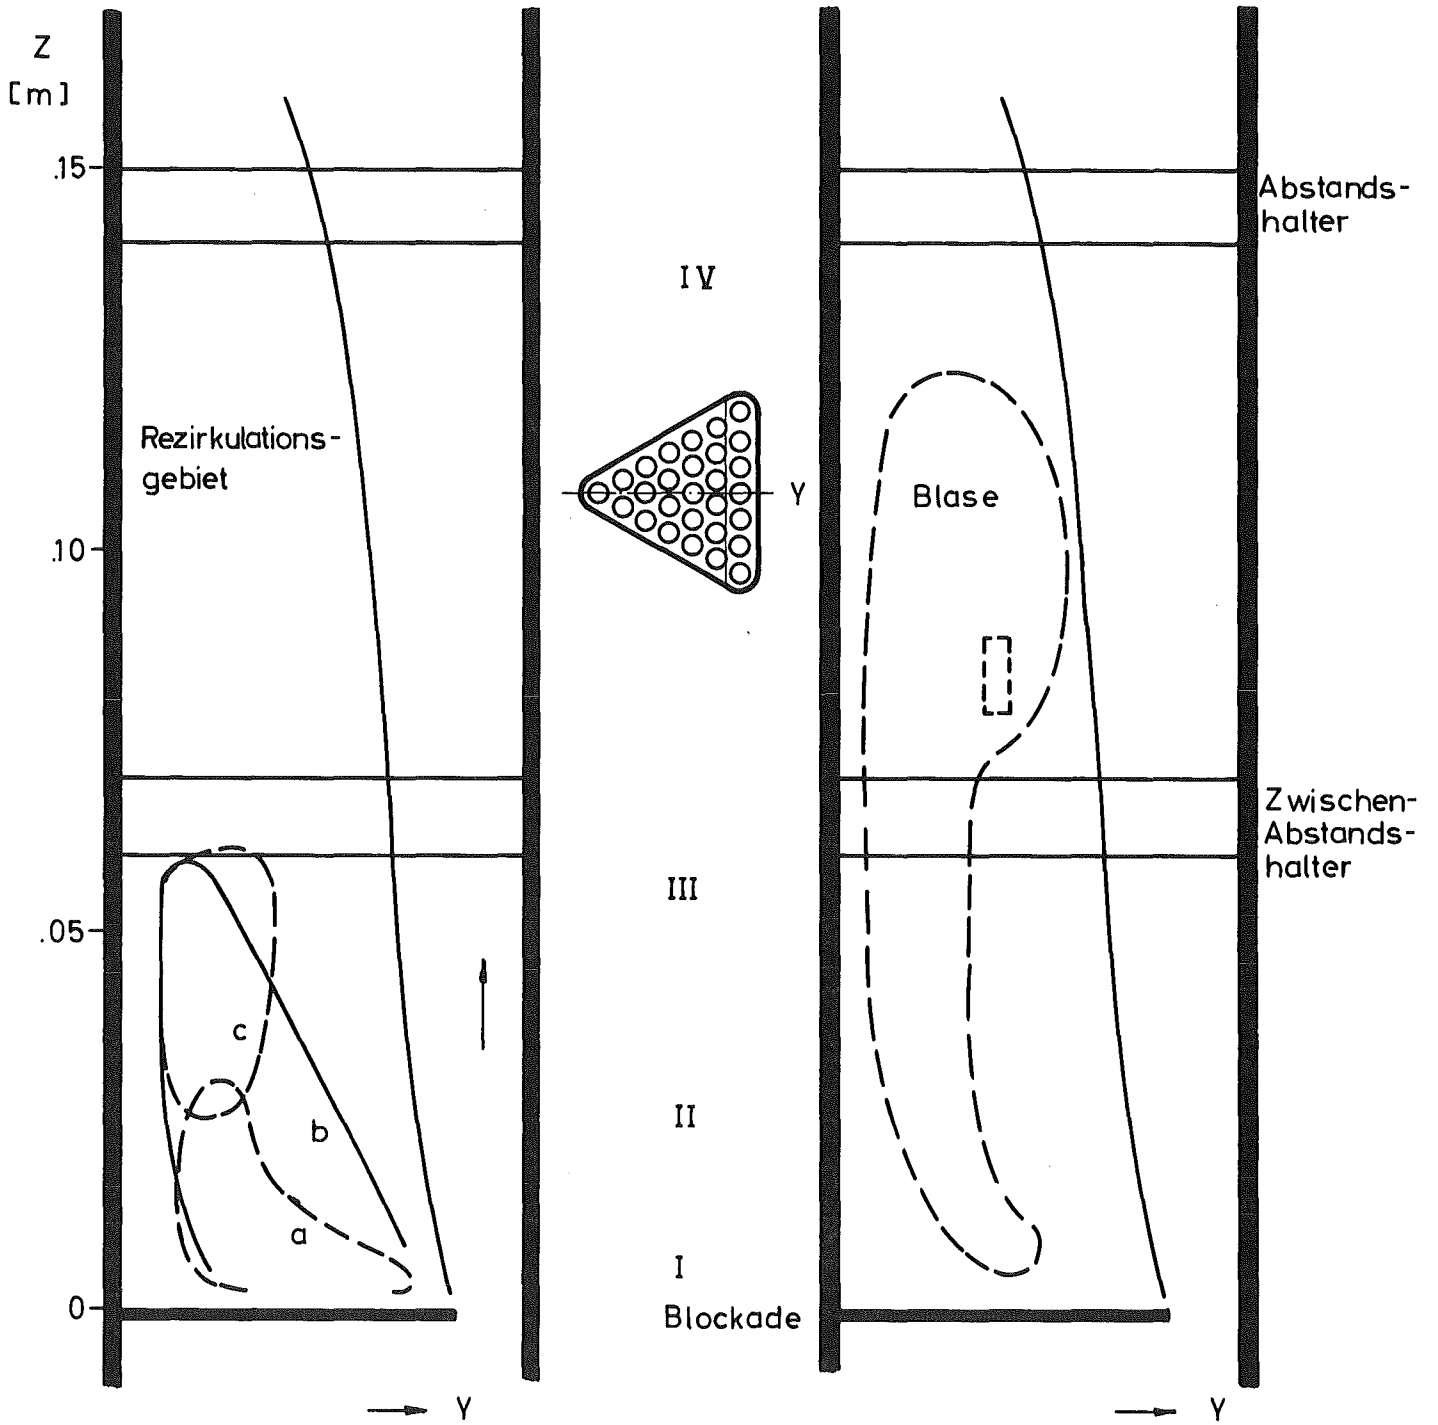 Z
[m]
.15
Abstands-
halter
IV
Rezirkulations-
gebiet
Y
Blase
.10
Zwischen-
Abstands-
halter
III
.05
c
II
b
a
I
0
Blockade
Y
Y